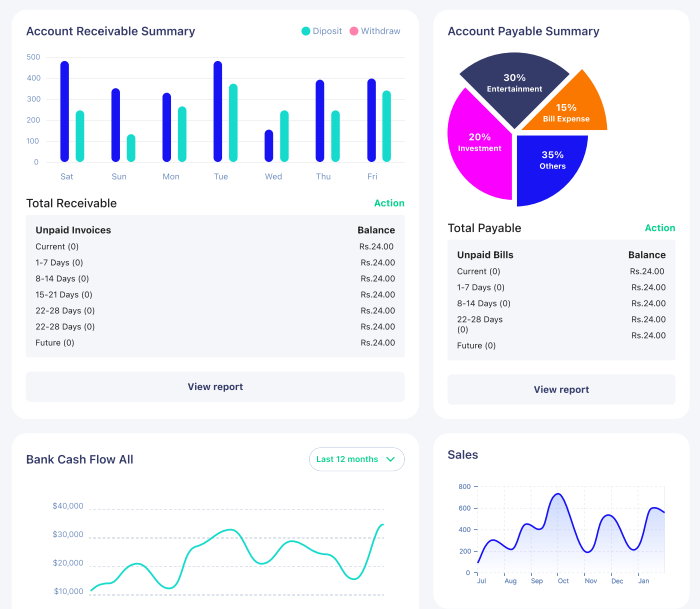 Account Receivable Summary
Diposit Withdraw
500
400
300
200
100
0
Sat Sun Mon Tue Wed Thu Fri
Total Receivable Action
Unpaid Invoices Balance
Current (0) Rs.24.00
1-7 Days (0) Rs.24.00
8-14 Days (0) Rs.24.00
15-21 Days (0) Rs.24.00
22-28 Days (0) Rs.24.00
22-28 Days (0) Rs.24.00
Future (0) Rs.24.00
View report
Account Payable Summary
30%
Entertainment
15%
Bill Expense
20%
Investment
35%
Others
Total Payable Action
Unpaid Bills Balance
Current (0) Rs.24.00
1-7 Days (0) Rs.24.00
8-14 Days (0) Rs.24.00
22-28 Days Rs.24.00
(0)
Rs.24.00
Future (0)
View report
Bank Cash Flow All Last 12 months
$40,000
$30,000
$20,000
$10,000
Sales
800
600
400
200
0
Jul Aug Sep Oct Nov Dec Jan